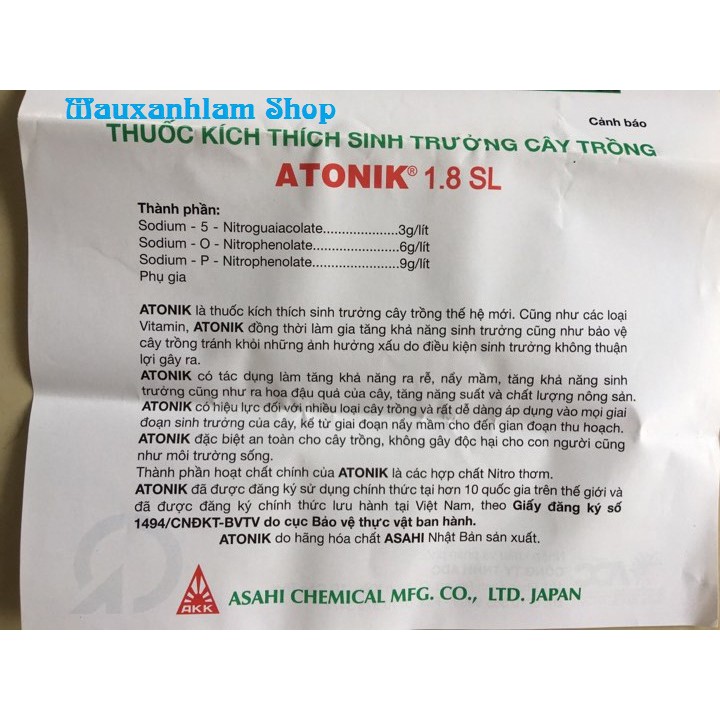 Mauxanhlam Shop
Cảnh báo
THUỐC KÍCH THÍCH SINH TRƯỞNG CÂY TRỒNG
ATONIK® 1.8 SL
Thành phần:
Sodium - 5 - Nitroguaiacolate....................3g/lít
Sodium - O - Nitrophenolate.......................6g/lít
Sodium - P - Nitrophenolate.......................9g/lít
Phụ gia
ATONIK là thuốc kích thích sinh trưởng cây trồng thế hệ mới. Cũng như các loại
Vitamin, ATONIK đồng thời làm gia tăng khả năng sinh trưởng cũng như bảo vệ
cây trồng tránh khỏi những ảnh hưởng xấu do điều kiện sinh trưởng không thuận
lợi gây ra.
ATONIK có tác dụng làm tăng khả năng ra rễ, nẩy mầm, tăng khả năng sinh
trưởng cũng như ra hoa đậu quả của cây, tăng năng suất và chất lượng nông sản.
ATONIK có hiệu lực đối với nhiều loại cây trồng và rất dễ dàng áp dụng vào mọi giai
đoạn sinh trưởng của cây, kể từ giai đoạn nẩy mầm cho đến gian đoạn thu hoạch.
ATONIK đặc biệt an toàn cho cây trồng, không gây độc hại cho con người cũng
như môi trường sống.
Thành phần hoạt chất chính của ATONIK là các hợp chất Nitro thơm.
ATONIK đã được đăng ký sử dụng chính thức tại hơn 10 quốc gia trên thế giới và
đã được đăng ký chính thức lưu hành tại Việt Nam, theo Giấy đăng ký số
1494/CNĐKT-BVTV do cục Bảo vệ thực vật ban hành.
ATONIK do hãng hóa chất ASAHI Nhật Bản sản xuất.
AKK
ASAHI CHEMICAL MFG. CO., LTD. JAPAN